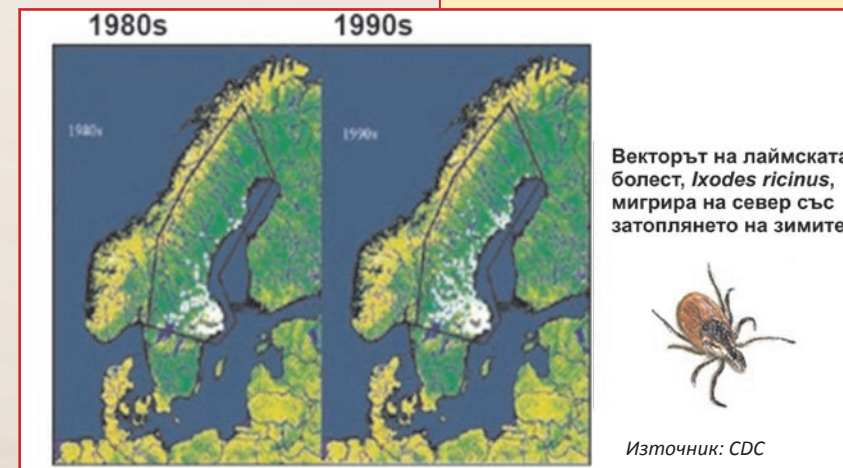 1980s 1990s
1980s 1990s
Векторът на лаймската
болест, Ixodes ricinus,
мигрира на север със
затоплянето на зимите
Източник: CDC